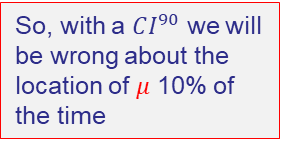 So, with a CI⁹⁰ we will
be wrong about the
location of μ 10% of
the time